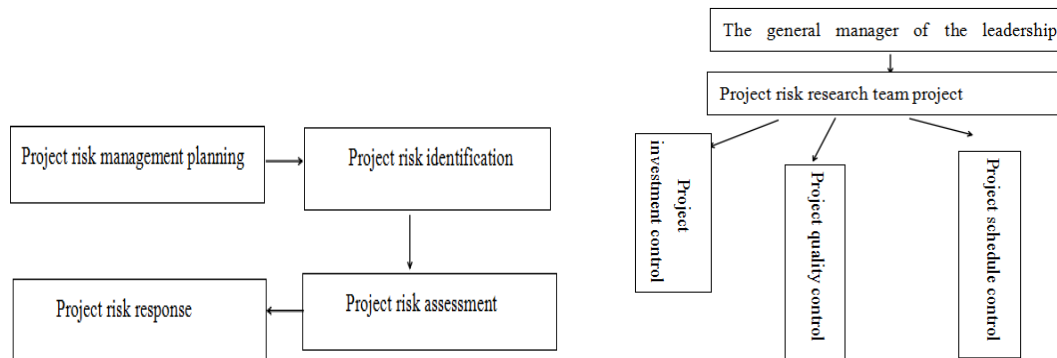 Project risk management planning
Project risk identification
Project risk assessment
Project risk response
The general manager of the leadership
Project risk research team project
Project
investment control
Project quality control
Project schedule control